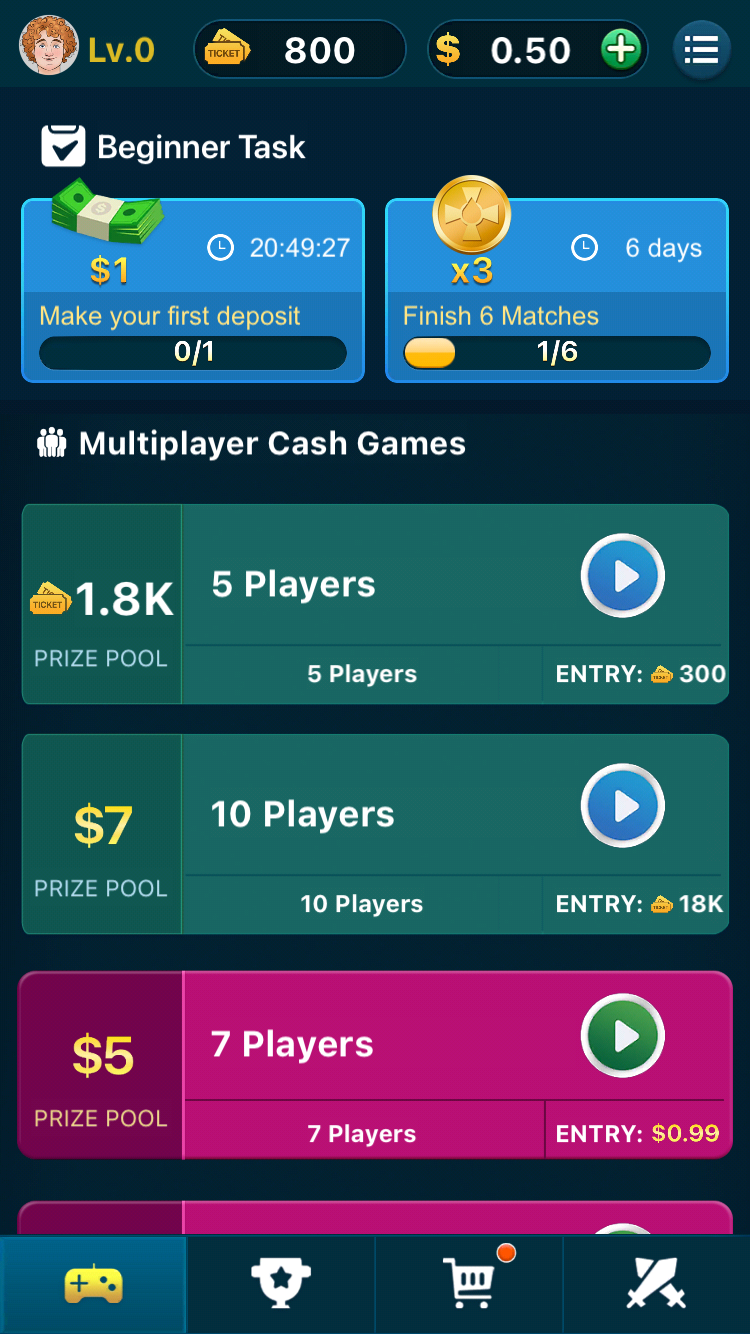 Lv.0
TICKET
800
$
0.50
Beginner Task
$1
20:49:27
Make your first deposit
0/1
x3
6 days
Finish 6 Matches
1/6
Multiplayer Cash Games
TICKET 1.8K
PRIZE POOL
5 Players
5 Players
ENTRY: TICKET 300
$7
PRIZE POOL
10 Players
10 Players
ENTRY: TICKET 18K
$5
PRIZE POOL
7 Players
7 Players
ENTRY: $0.99